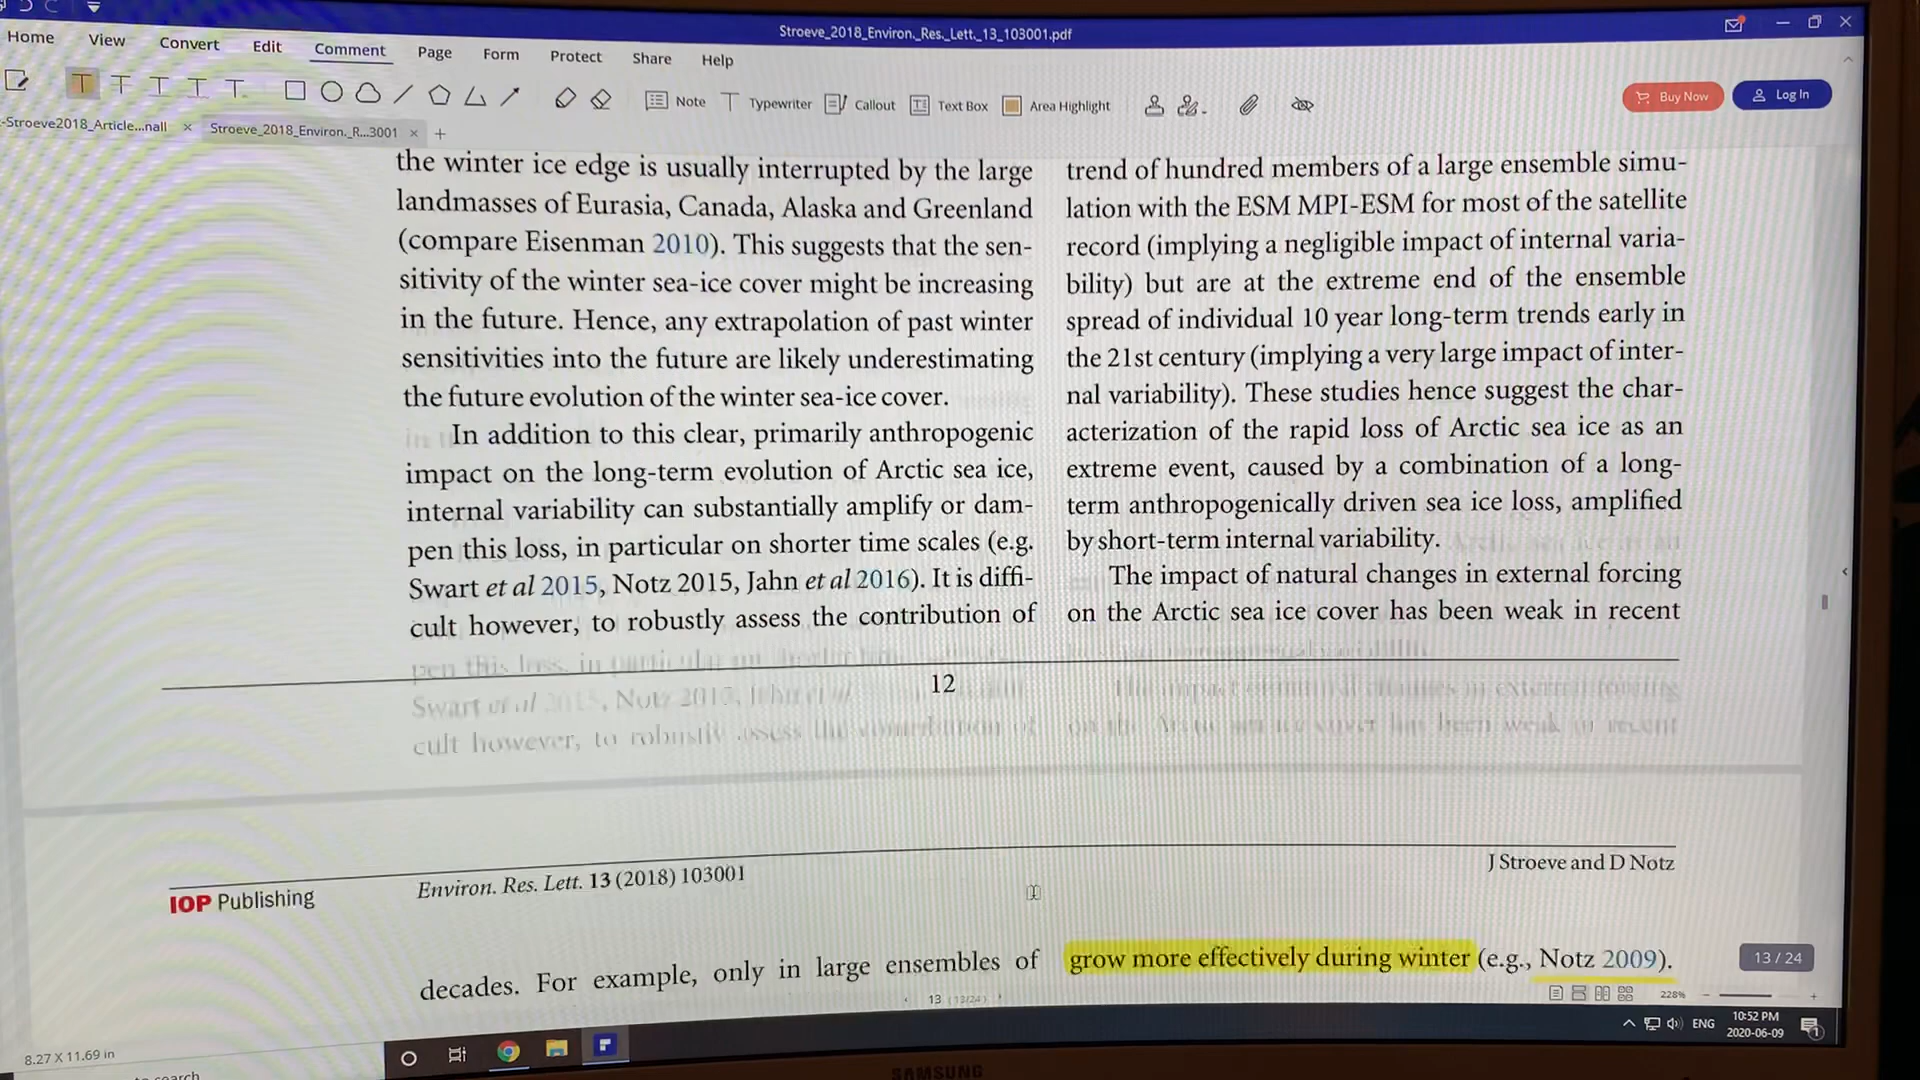 Stroeve_2018_Environ._Res._Lett._13_103001.pdf
Home View Convert Edit Comment Page Form Protect Share Help
Note Typewriter Callout Text Box Area Highlight
Buy Now Log In
-Stroeve2018_Article...nall × Stroeve_2018_Environ._R...3001 × +
the winter ice edge is usually interrupted by the large
landmasses of Eurasia, Canada, Alaska and Greenland
(compare Eisenman 2010). This suggests that the sen-
sitivity of the winter sea-ice cover might be increasing
in the future. Hence, any extrapolation of past winter
sensitivities into the future are likely underestimating
the future evolution of the winter sea-ice cover.
In addition to this clear, primarily anthropogenic
impact on the long-term evolution of Arctic sea ice,
internal variability can substantially amplify or dam-
pen this loss, in particular on shorter time scales (e.g.
Swart et al 2015, Notz 2015, Jahn et al 2016). It is diffi-
cult however, to robustly assess the contribution of
trend of hundred members of a large ensemble simu-
lation with the ESM MPI-ESM for most of the satellite
record (implying a negligible impact of internal varia-
bility) but are at the extreme end of the ensemble
spread of individual 10 year long-term trends early in
the 21st century (implying a very large impact of inter-
nal variability). These studies hence suggest the char-
acterization of the rapid loss of Arctic sea ice as an
extreme event, caused by a combination of a long-
term anthropogenically driven sea ice loss, amplified
by short-term internal variability.
The impact of natural changes in external forcing
on the Arctic sea ice cover has been weak in recent
12
IOP Publishing
Environ. Res. Lett. 13 (2018) 103001
J Stroeve and D Notz
decades. For example, only in large ensembles of
grow more effectively during winter (e.g., Notz 2009).
13 / 24
13 (13/24)
228%
8.27 X 11.69 in
ENG
10:52 PM
2020-06-09
1
search
SAMSUNG